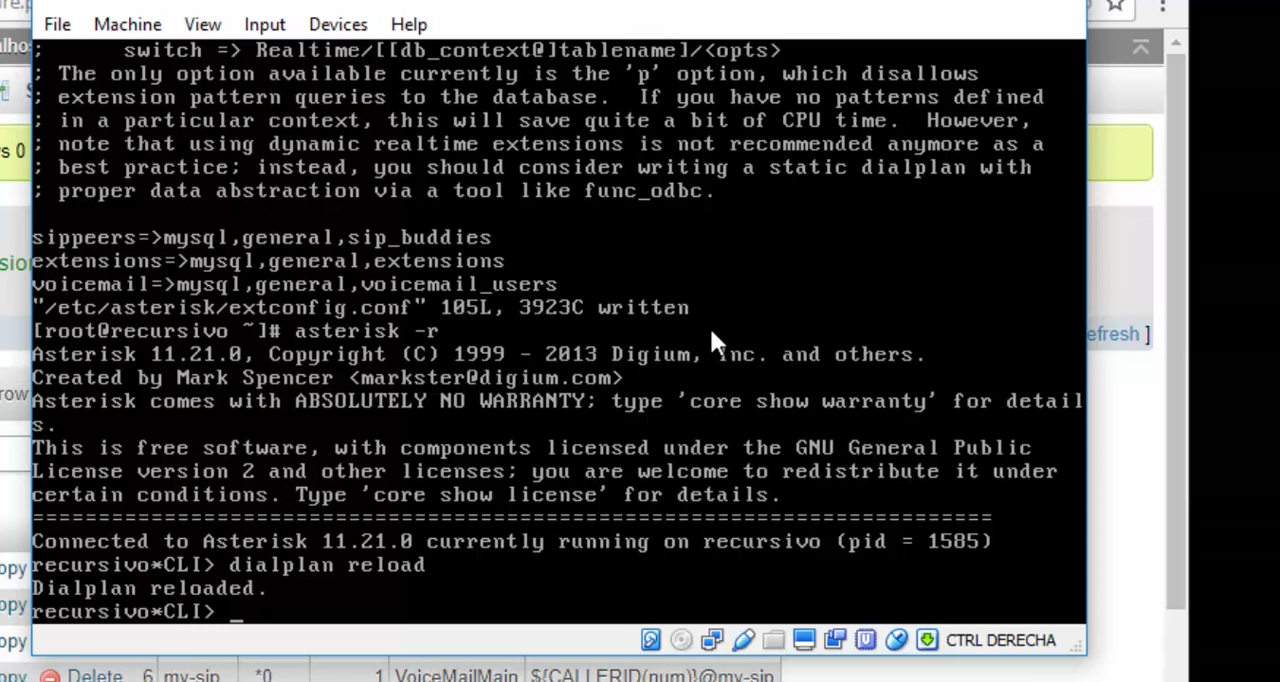 File Machine View Input Devices Help
; switch => Realtime/[[db_context@]tablename]/<opts>
; The only option available currently is the 'p' option, which disallows
; extension pattern queries to the database. If you have no patterns defined
; in a particular context, this will save quite a bit of CPU time. However,
; note that using dynamic realtime extensions is not recommended anymore as a
; best practice; instead, you should consider writing a static dialplan with
; proper data abstraction via a tool like func_odbc.
sippeers=>mysql,general,sip_buddies
extensions=>mysql,general,extensions
voicemail=>mysql,general,voicemail_users
"/etc/asterisk/extconfig.conf" 105L, 3923C written
[root@recursivo ~]# asterisk -r
Asterisk 11.21.0, Copyright (C) 1999 - 2013 Digium, Inc. and others.
Created by Mark Spencer <markster@digium.com>
Asterisk comes with ABSOLUTELY NO WARRANTY; type 'core show warranty' for detail
s.
This is free software, with components licensed under the GNU General Public
License version 2 and other licenses; you are welcome to redistribute it under
certain conditions. Type 'core show license' for details.
=========================================================================
Connected to Asterisk 11.21.0 currently running on recursivo (pid = 1585)
recursivo*CLI> dialplan reload
Dialplan reloaded.
recursivo*CLI> _
CTRL DERECHA
efresh ]
opy
opy
opy
opy Delete 6 my-sip *0 1 VoiceMailMain ${CALLERID(num)}@my-sip